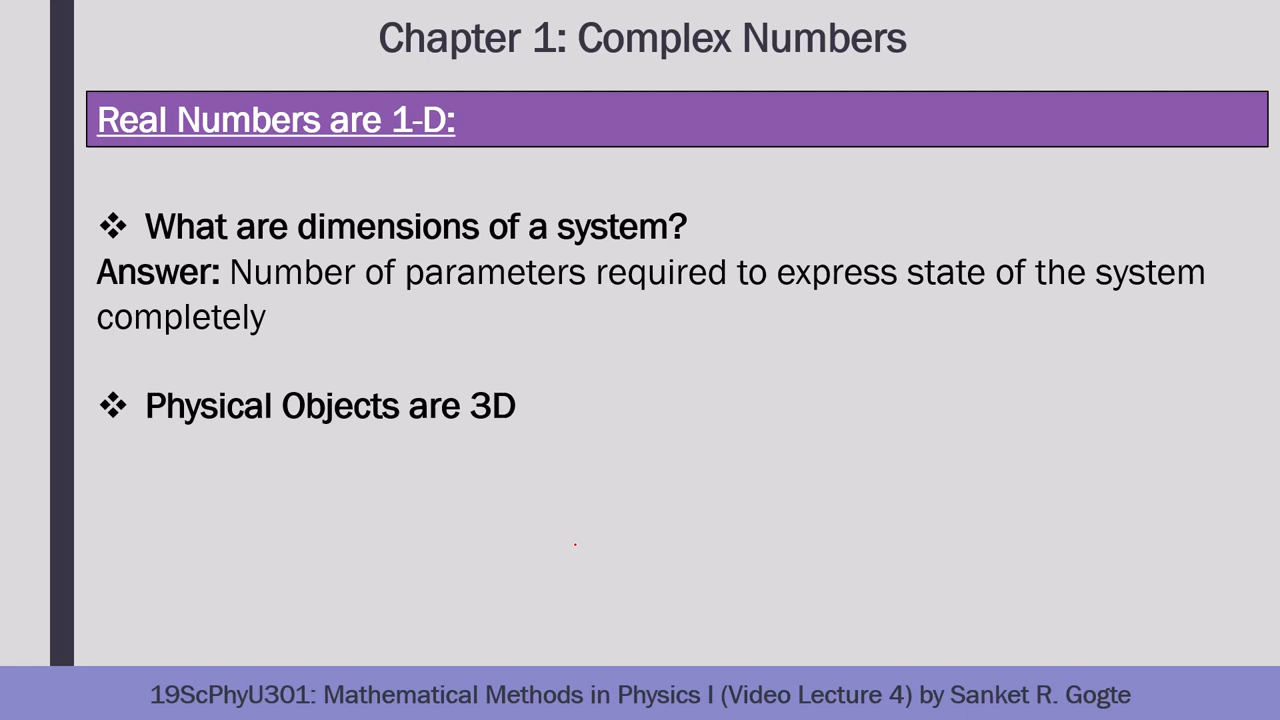 Chapter 1: Complex Numbers
Real Numbers are 1-D:
❖ What are dimensions of a system?
Answer: Number of parameters required to express state of the system
completely
❖ Physical Objects are 3D
19ScPhyU301: Mathematical Methods in Physics I (Video Lecture 4) by Sanket R. Gogte